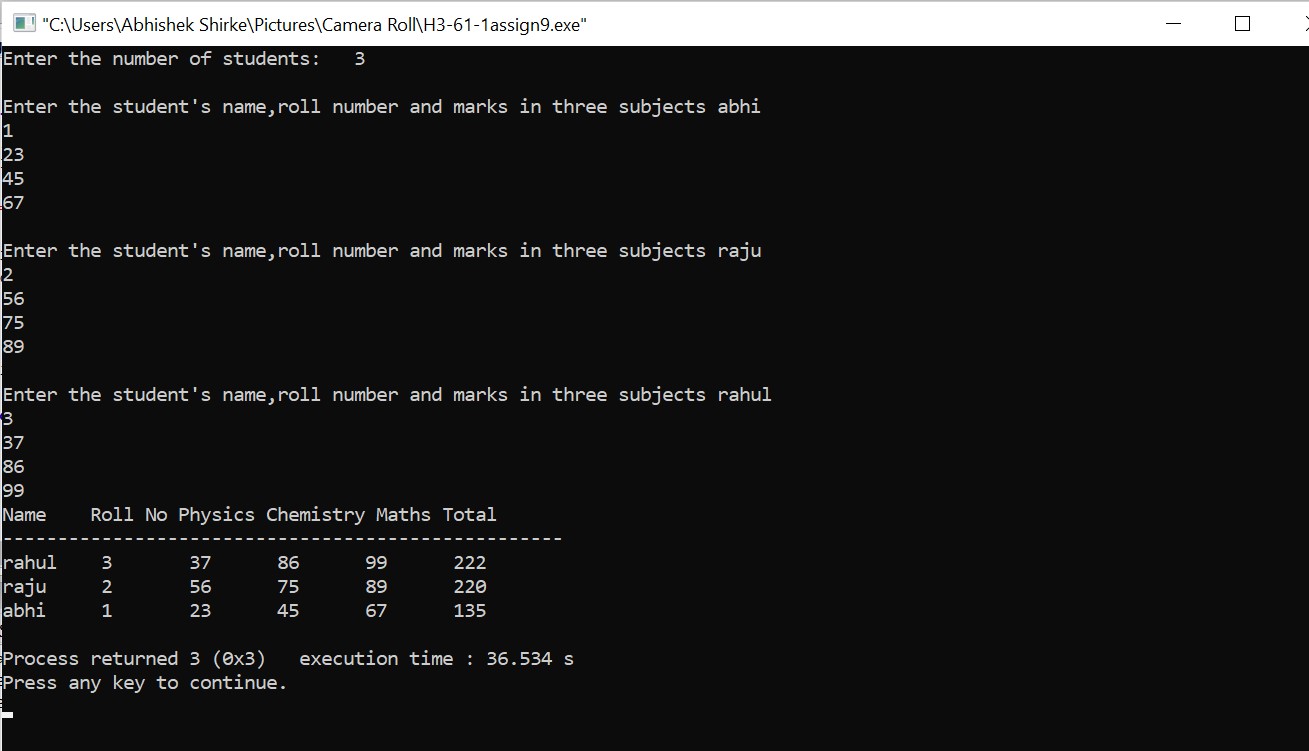 "C:\Users\Abhishek Shirke\Pictures\Camera Roll\H3-61-1assign9.exe"
Enter the number of students:   3
Enter the student's name,roll number and marks in three subjects abhi
1
23
45
67
Enter the student's name,roll number and marks in three subjects raju
2
56
75
89
Enter the student's name,roll number and marks in three subjects rahul
3
37
86
99
Name    Roll No Physics Chemistry Maths Total
---------------------------------------------------
rahul    3       37      86      99      222
raju     2       56      75      89      220
abhi     1       23      45      67      135
Process returned 3 (0x3)   execution time : 36.534 s
Press any key to continue.